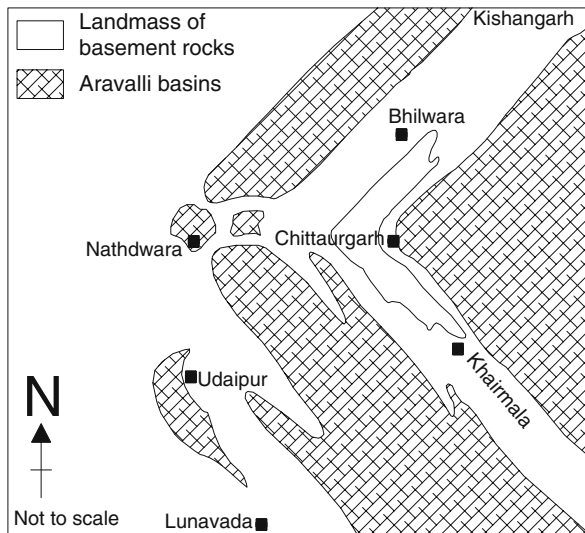 Landmass of
basement rocks
Aravalli basins
Kishangarh
Bhilwara
Nathdwara
Chittaurgarh
Udaipur
Khairmala
N
Not to scale
Lunavada